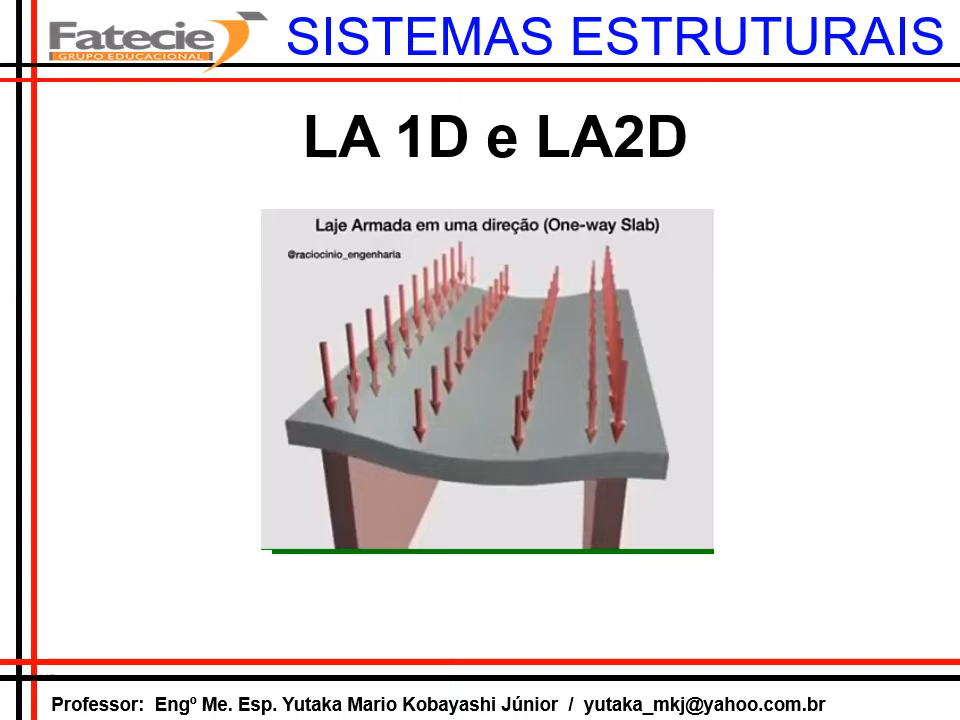 Fatecie
GRUPO EDUCACIONAL
SISTEMAS ESTRUTURAIS
LA 1D e LA2D
Laje Armada em uma direção (One-way Slab)
@raciocinio_engenharia
Professor: Engº Me. Esp. Yutaka Mario Kobayashi Júnior / yutaka_mkj@yahoo.com.br